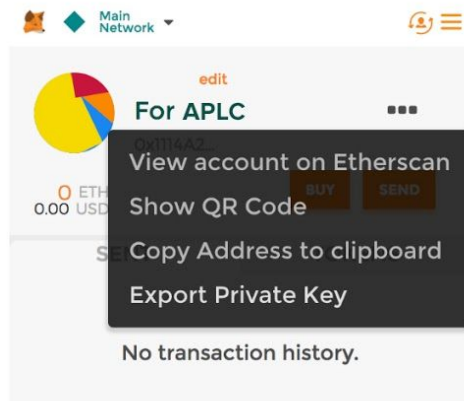 Main
Network
edit
For APLC
0x1114A2...
View account on Etherscan
0 ETH
BUY
SEND
0.00 USD
Show QR Code
Copy Address to clipboard
Export Private Key
No transaction history.